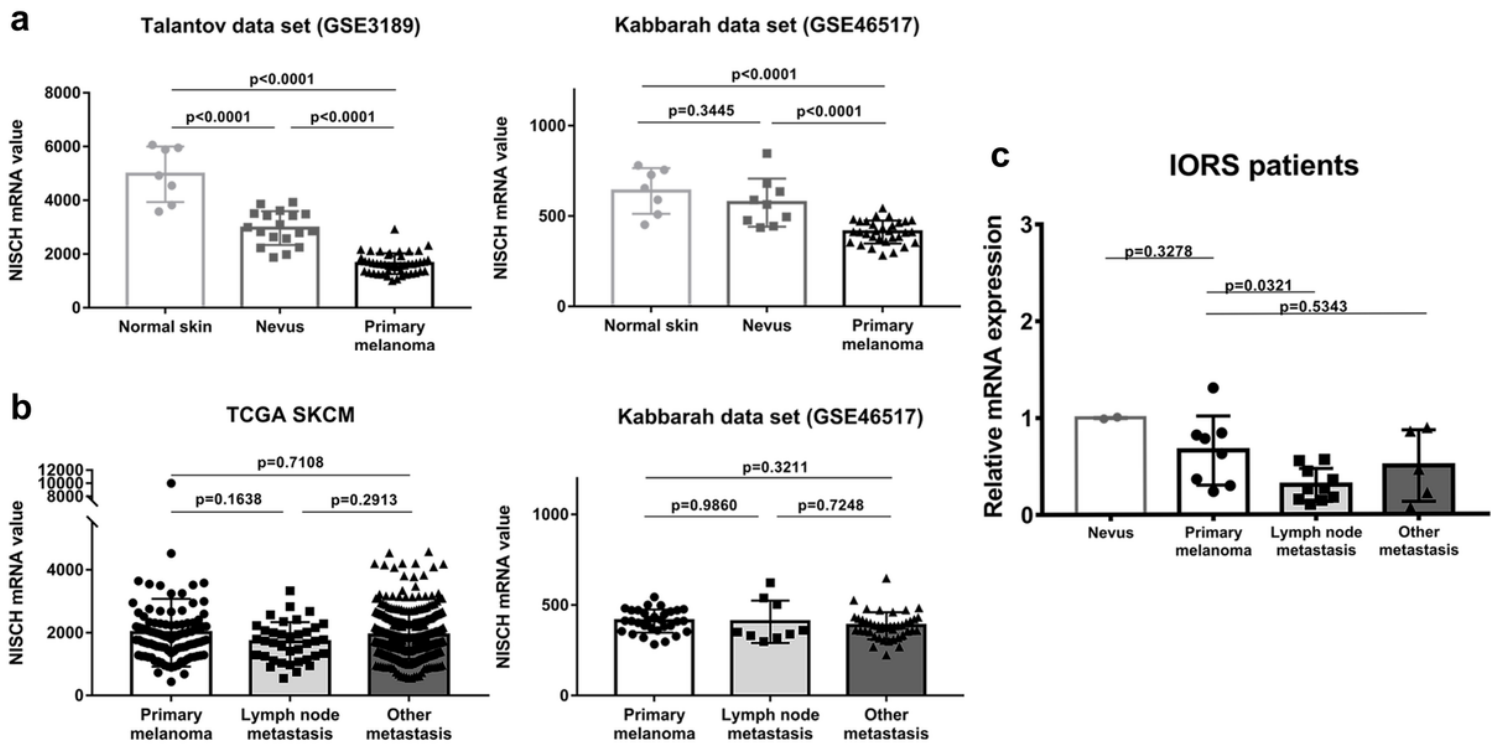 a
Talantov data set (GSE3189)
NISCH mRNA value
8000
6000
4000
2000
0
p<0.0001
p<0.0001
p<0.0001
Normal skin
Nevus
Primary
melanoma
Kabbarah data set (GSE46517)
NISCH mRNA value
1000
500
0
p<0.0001
p=0.3445
p<0.0001
Normal skin
Nevus
Primary
melanoma
b
TCGA SKCM
NISCH mRNA value
12000
10000
8000
4000
2000
0
p=0.7108
p=0.1638
p=0.2913
Primary
melanoma
Lymph node
metastasis
Other
metastasis
Kabbarah data set (GSE46517)
NISCH mRNA value
1000
500
0
p=0.3211
p=0.9860
p=0.7248
Primary
melanoma
Lymph node
metastasis
Other
metastasis
c
IORS patients
Relative mRNA expression
3
2
1
0
p=0.3278
p=0.0321
p=0.5343
Nevus
Primary
melanoma
Lymph node
metastasis
Other
metastasis